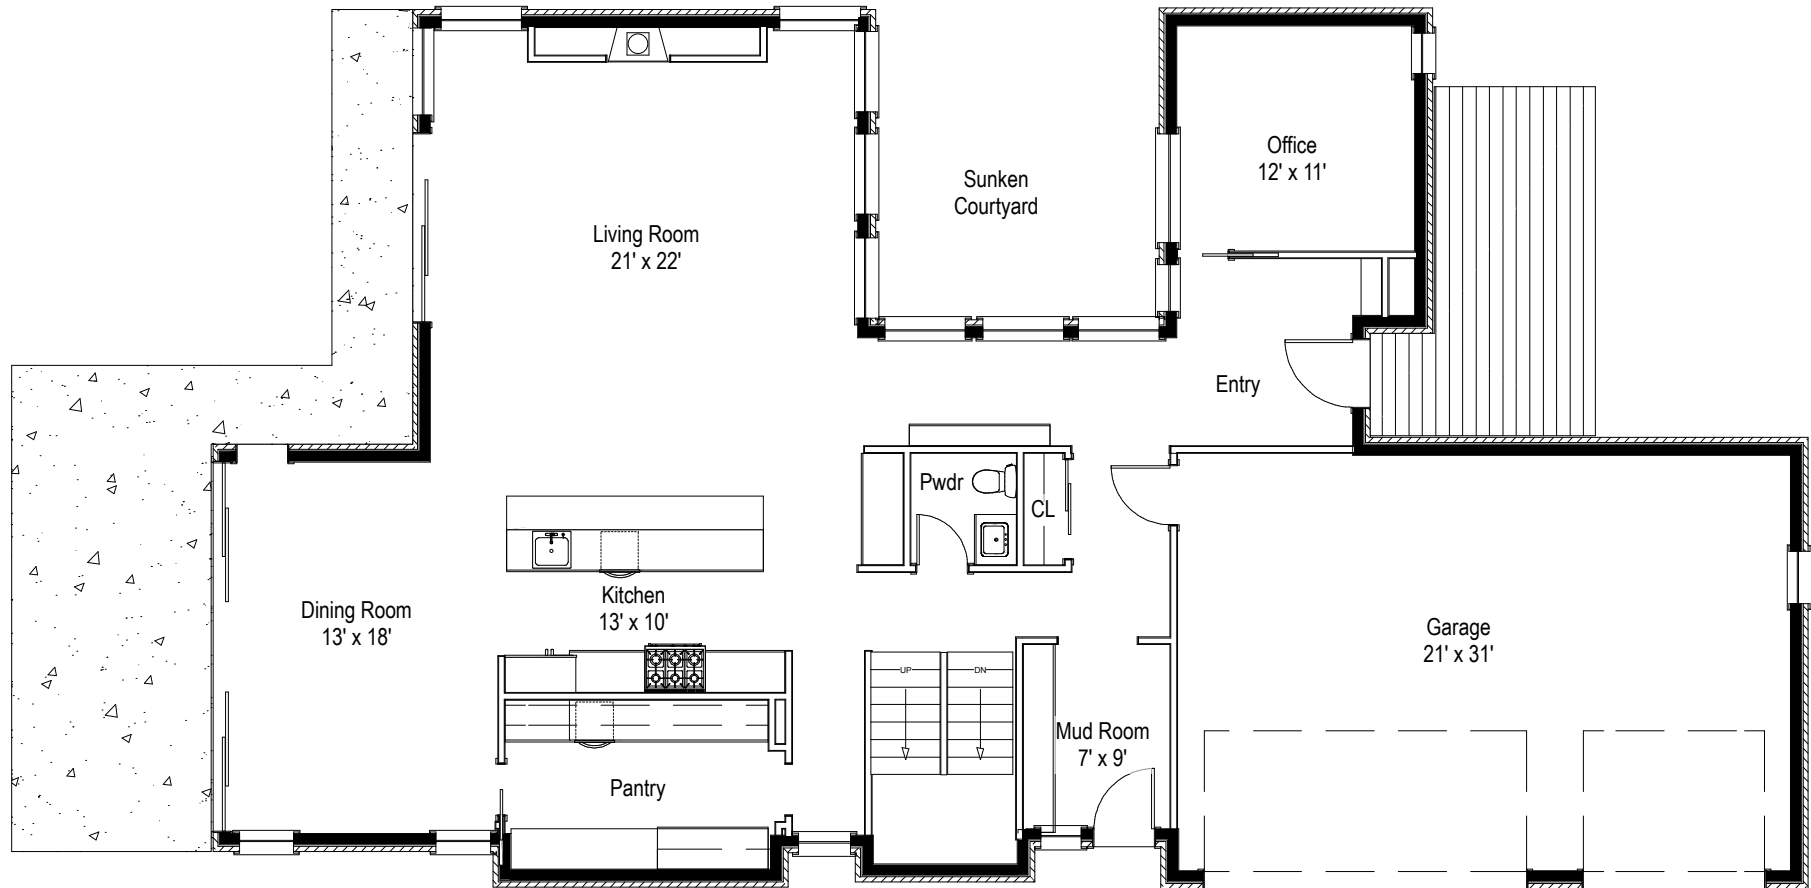 Office
12' x 11'
Sunken
Courtyard
Living Room
21' x 22'
Entry
Pwdr
CL
Kitchen
13' x 10'
Dining Room
13' x 18'
Garage
21' x 31'
UP
DN
Mud Room
7' x 9'
Pantry